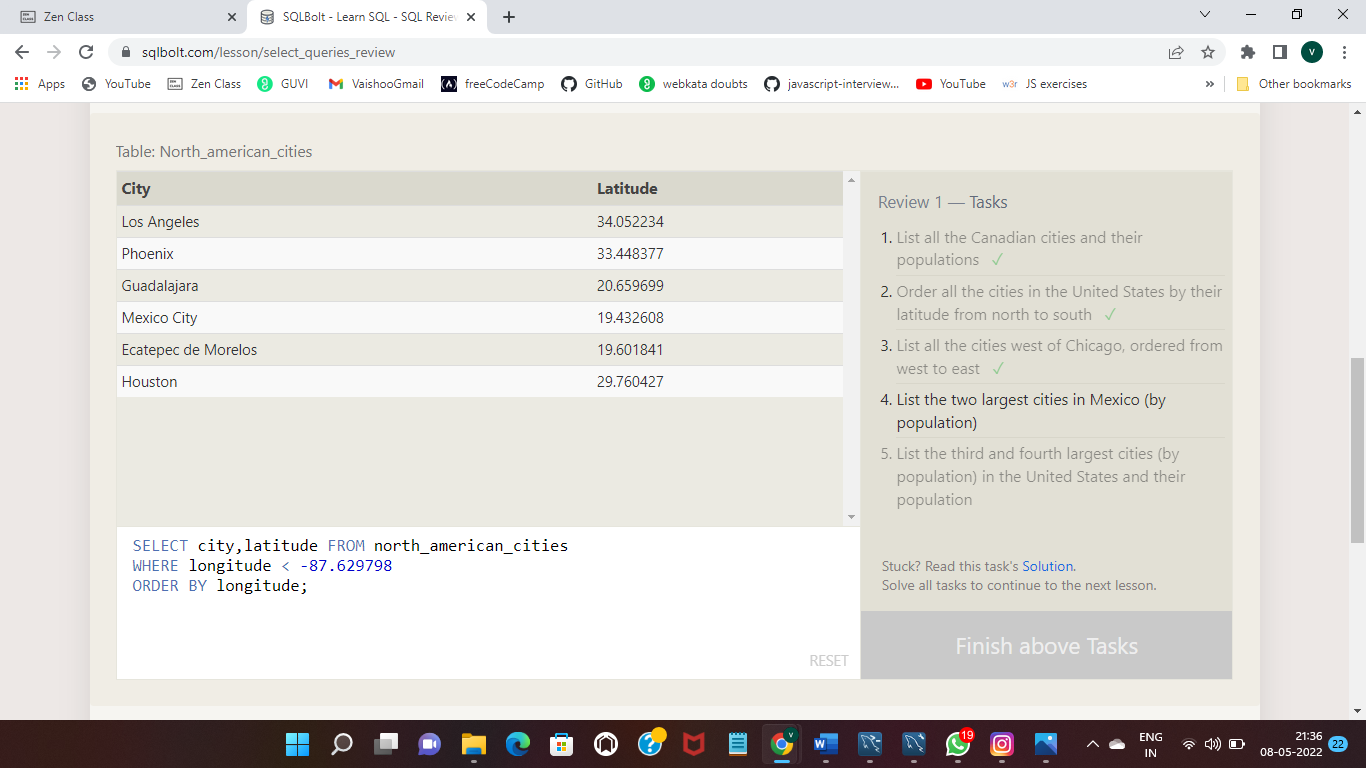 Zen Class
SQLBolt - Learn SQL - SQL Review
sqlbolt.com/lesson/select_queries_review
V
Apps YouTube Zen Class GUVI VaishooGmail freeCodeCamp GitHub webkata doubts javascript-interview... YouTube w3r JS exercises » Other bookmarks
Table: North_american_cities
City Latitude
Los Angeles 34.052234
Phoenix 33.448377
Guadalajara 20.659699
Mexico City 19.432608
Ecatepec de Morelos 19.601841
Houston 29.760427
Review 1 — Tasks
1. List all the Canadian cities and their
populations ✓
2. Order all the cities in the United States by their
latitude from north to south ✓
3. List all the cities west of Chicago, ordered from
west to east ✓
4. List the two largest cities in Mexico (by
population)
5. List the third and fourth largest cities (by
population) in the United States and their
population
SELECT city,latitude FROM north_american_cities
WHERE longitude < -87.629798
ORDER BY longitude;
RESET
Stuck? Read this task's Solution.
Solve all tasks to continue to the next lesson.
Finish above Tasks
V
19
ENG
IN
21:36
08-05-2022
22